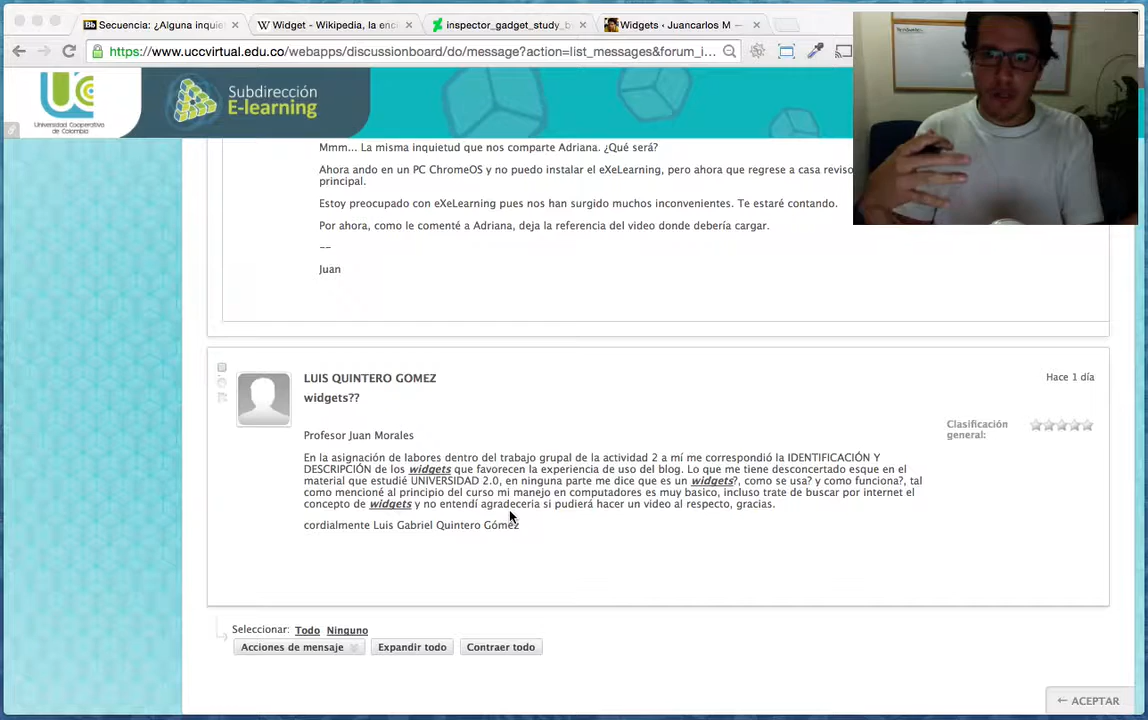 Secuencia: ¿Alguna inquie
Widget - Wikipedia, la enci
inspector_gadget_study_b
Widgets ‹ Juancarlos M —
https://www.uccvirtual.edu.co/webapps/discussionboard/do/message?action=list_messages&forum_i...
Universidad Cooperativa
de Colombia
Subdirección
E-learning
Mmm... La misma inquietud que nos comparte Adriana. ¿Qué será?
Ahora ando en un PC ChromeOS y no puedo instalar el eXeLearning, pero ahora que regrese a casa reviso
principal.
Estoy preocupado con eXeLearning pues nos han surgido muchos inconvenientes. Te estaré contando.
Por ahora, como le comenté a Adriana, deja la referencia del video donde debería cargar.
--
Juan
LUIS QUINTERO GOMEZ
Hace 1 día
widgets??
Clasificación
general:
Profesor Juan Morales
En la asignación de labores dentro del trabajo grupal de la actividad 2 a mí me correspondió la IDENTIFICACIÓN Y
DESCRIPCIÓN de los widgets que favorecen la experiencia de uso del blog. Lo que me tiene desconcertado esque en el
material que estudié UNIVERSIDAD 2.0, en ninguna parte me dice que es un widgets?, como se usa? y como funciona?, tal
como mencioné al principio del curso mi manejo en computadores es muy basico, incluso trate de buscar por internet el
concepto de widgets y no entendí agradeceria si pudierá hacer un video al respecto, gracias.
cordialmente Luis Gabriel Quintero Gómez
Seleccionar: Todo Ninguno
Acciones de mensaje
Expandir todo
Contraer todo
← ACEPTAR